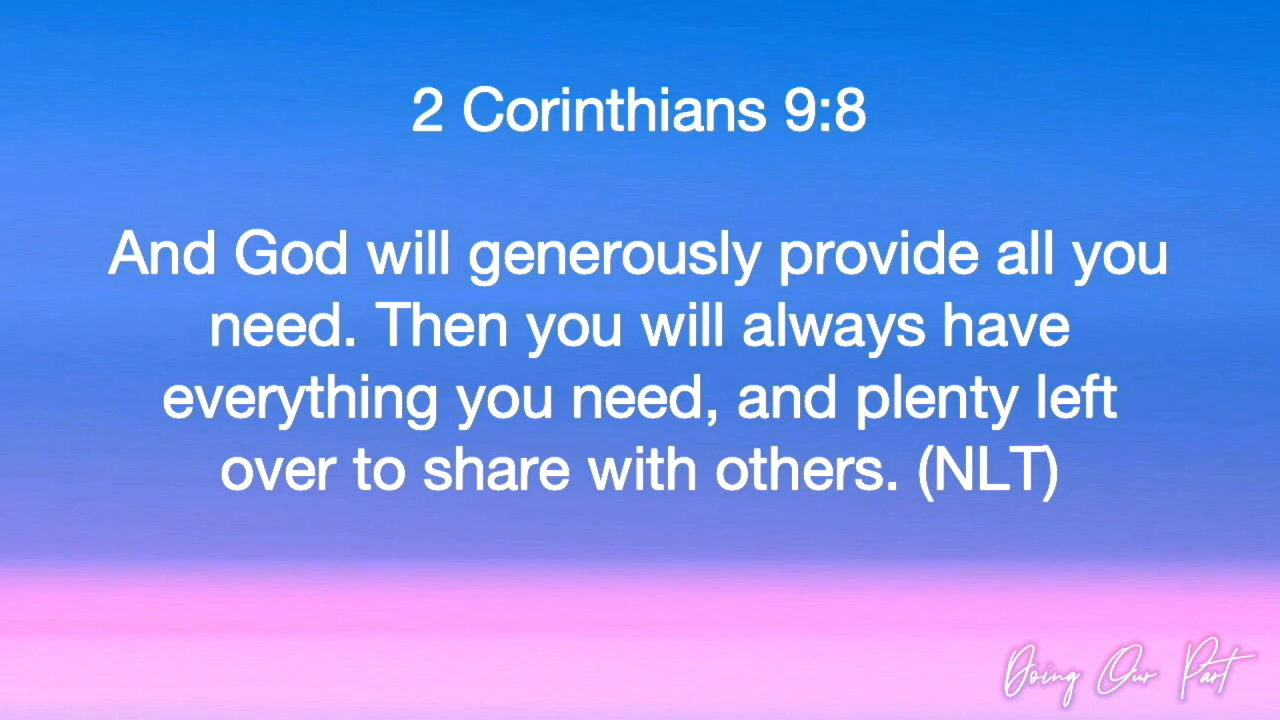 2 Corinthians 9:8
And God will generously provide all you
need. Then you will always have
everything you need, and plenty left
over to share with others. (NLT)
Doing Our Part